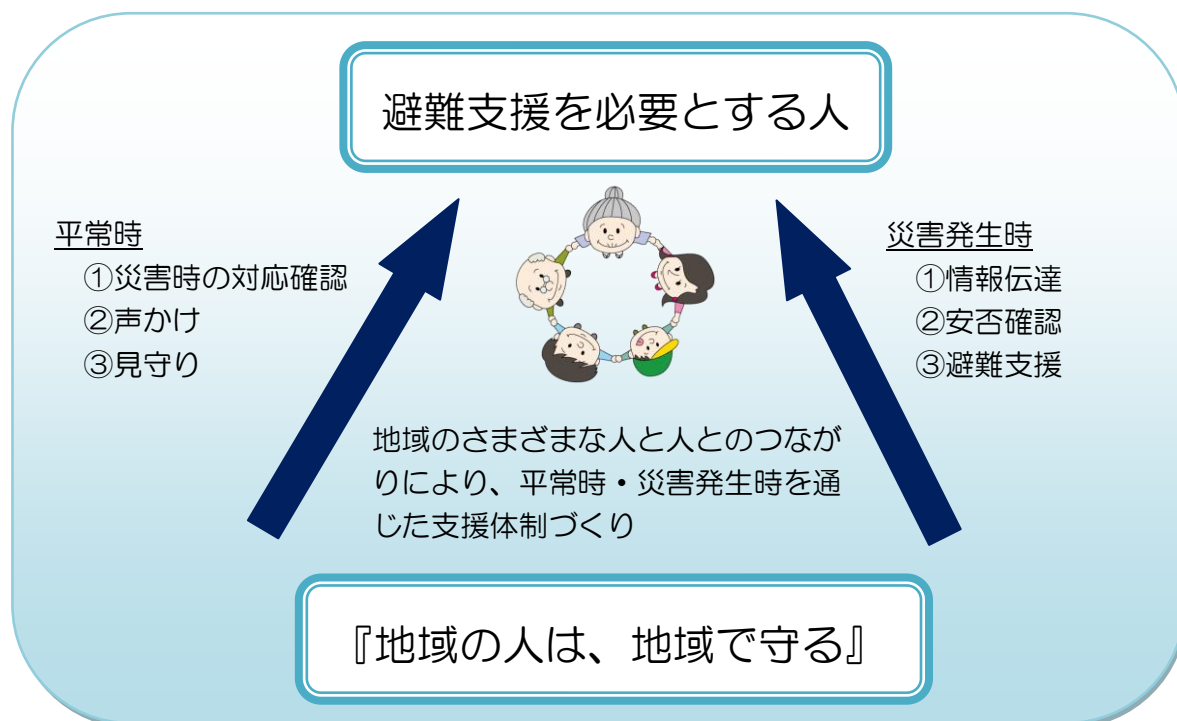 避難支援を必要とする人
平常時
①災害時の対応確認
②声かけ
③見守り
災害発生時
①情報伝達
②安否確認
③避難支援
地域のさまざまな人と人とのつなが
りにより、平常時・災害発生時を通
じた支援体制づくり
『地域の人は、地域で守る』